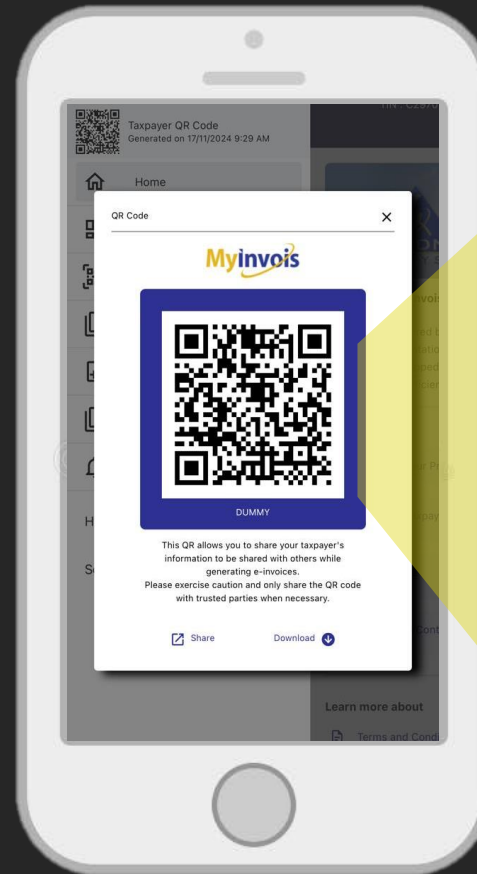 Taxpayer QR Code
Generated on 17/11/2024 9:29 AM
Home
QR Code
Myinvois
DUMMY
This QR allows you to share your taxpayer's
information to be shared with others while
generating e-invoices.
Please exercise caution and only share the QR code
with trusted parties when necessary.
Share
Download
Learn more about
Terms and Condi